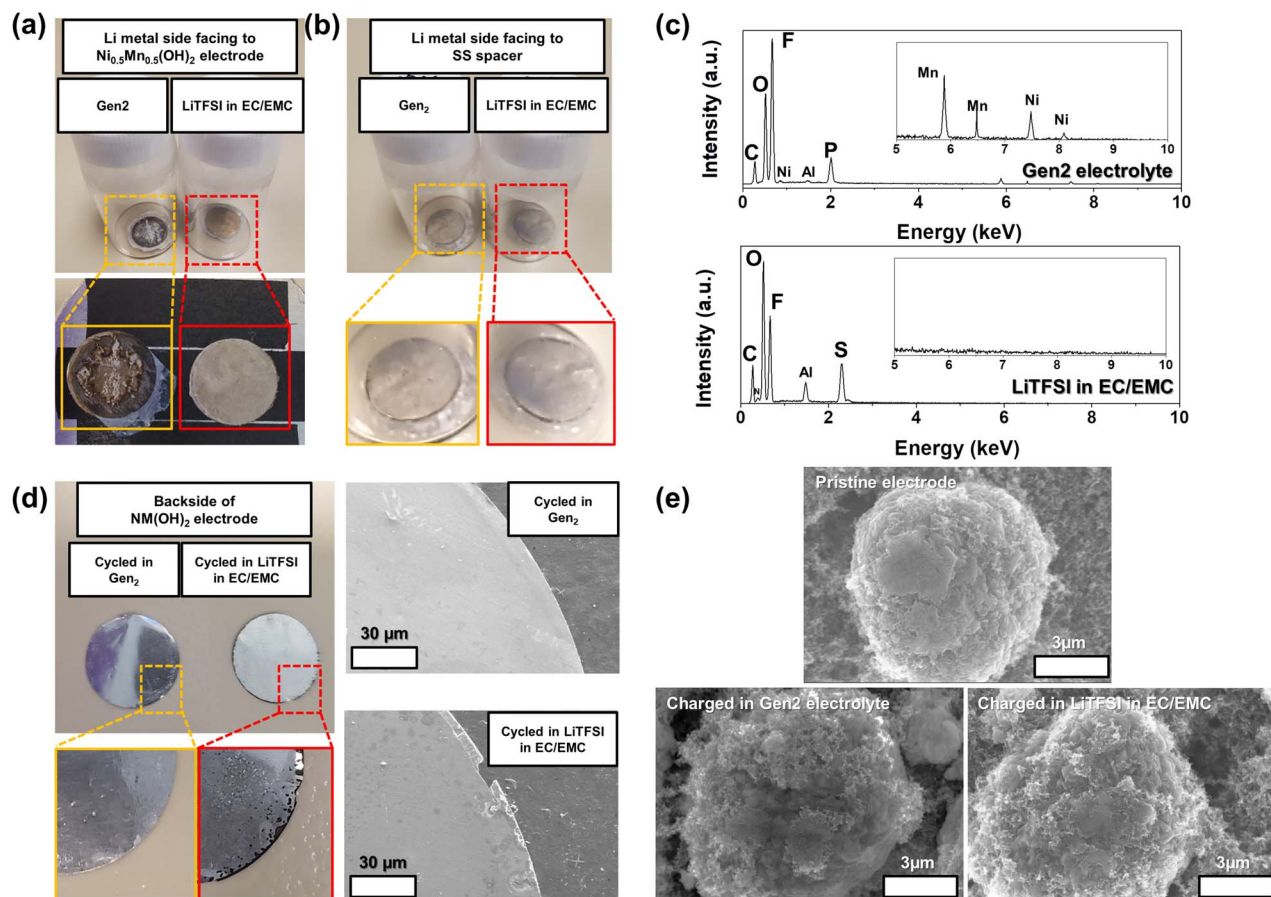 (a)
Li metal side facing to
Ni₀.₅Mn₀.₅(OH)₂ electrode
Gen2
LiTFSI in EC/EMC
(b)
Li metal side facing to
SS spacer
Gen₂
LiTFSI in EC/EMC
(c)
Intensity (a.u.)
C
O
F
Ni
Al
P
Mn
Mn
Ni
Ni
5 6 7 8 9 10
Gen2 electrolyte
0 2 4 6 8 10
Energy (keV)
Intensity (a.u.)
C
N
O
F
Al
S
5 6 7 8 9 10
LiTFSI in EC/EMC
0 2 4 6 8 10
Energy (keV)
(d)
Backside of
NM(OH)₂ electrode
Cycled in
Gen₂
Cycled in LiTFSI
in EC/EMC
Cycled in
Gen₂
30 µm
Cycled in LiTFSI
in EC/EMC
30 µm
(e)
Pristine electrode
3µm
Charged in Gen2 electrolyte
3µm
Charged in LiTFSI in EC/EMC
3µm